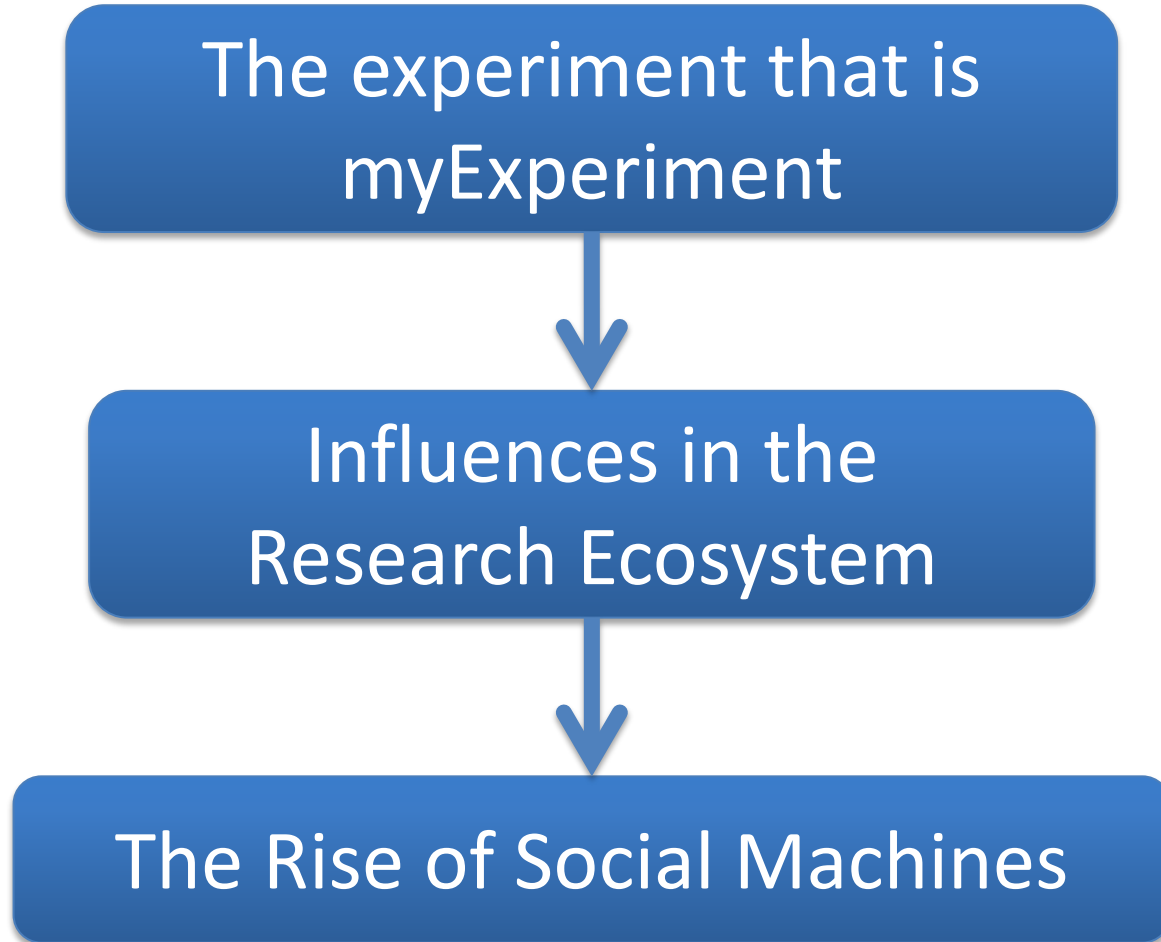 The experiment that is
myExperiment
Influences in the
Research Ecosystem
The Rise of Social Machines